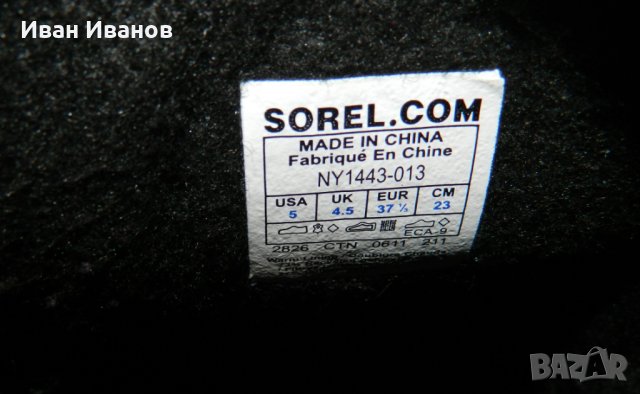 Иван Иванов
SOREL.COM
MADE IN CHINA
Fabriqué En Chine
NY1443-013
USA UK EUR CM
5 4.5 37 ⅓ 23
ECA-9-
2826 CTN 0611 211
BAZAR